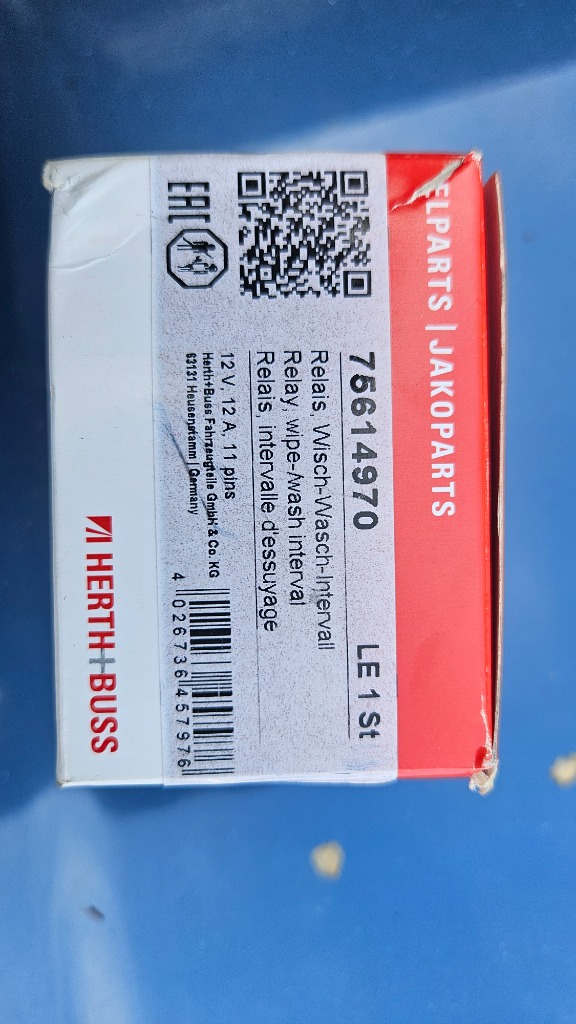 ELPARTS | JAKOPARTS
75614970 LE 1 St
Relais, Wisch-Wasch-Intervall
Relay, wipe-/wash interval
Relais, intervalle d'essuyage
12 V, 12 A, 11 pins
Herth+Buss Fahrzeugteile GmbH & Co. KG
63131 Heusenstamm | Germany
EAC
4 026736 457976
HERTH+BUSS